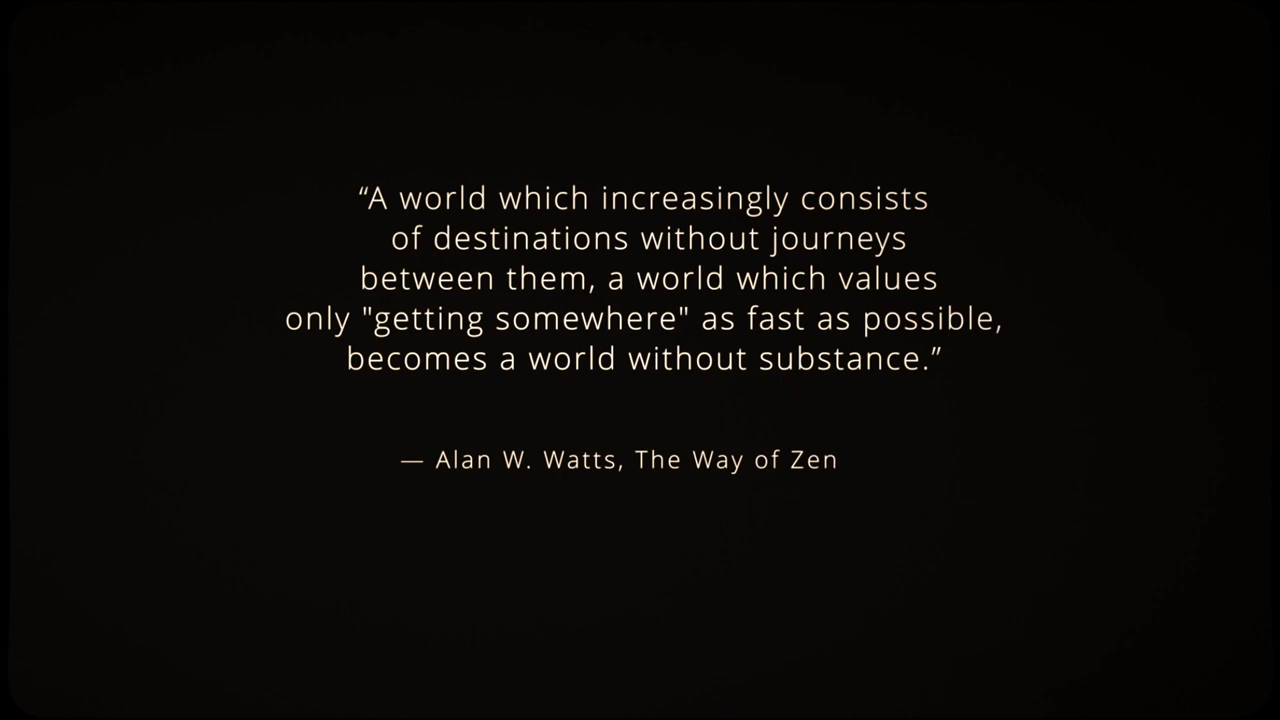 “A world which increasingly consists
of destinations without journeys
between them, a world which values
only "getting somewhere" as fast as possible,
becomes a world without substance.”
— Alan W. Watts, The Way of Zen